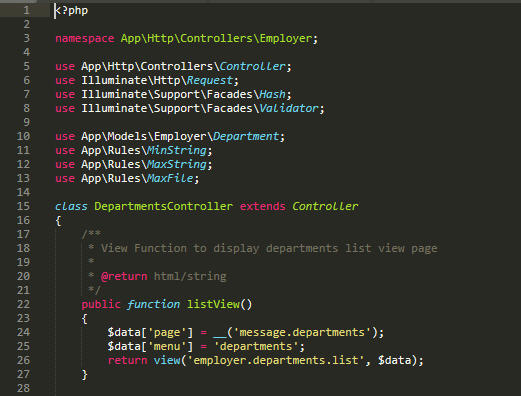 1 <?php
2
3 namespace App\Http\Controllers\Employer;
4
5 use App\Http\Controllers\Controller;
6 use Illuminate\Http\Request;
7 use Illuminate\Support\Facades\Hash;
8 use Illuminate\Support\Facades\Validator;
9
10 use App\Models\Employer\Department;
11 use App\Rules\MinString;
12 use App\Rules\MaxString;
13 use App\Rules\MaxFile;
14
15 class DepartmentsController extends Controller
16 {
17     /**
18      * View Function to display departments list view page
19      *
20      * @return html/string
21      */
22     public function listView()
23     {
24         $data['page'] = __('message.departments');
25         $data['menu'] = 'departments';
26         return view('employer.departments.list', $data);
27     }
28